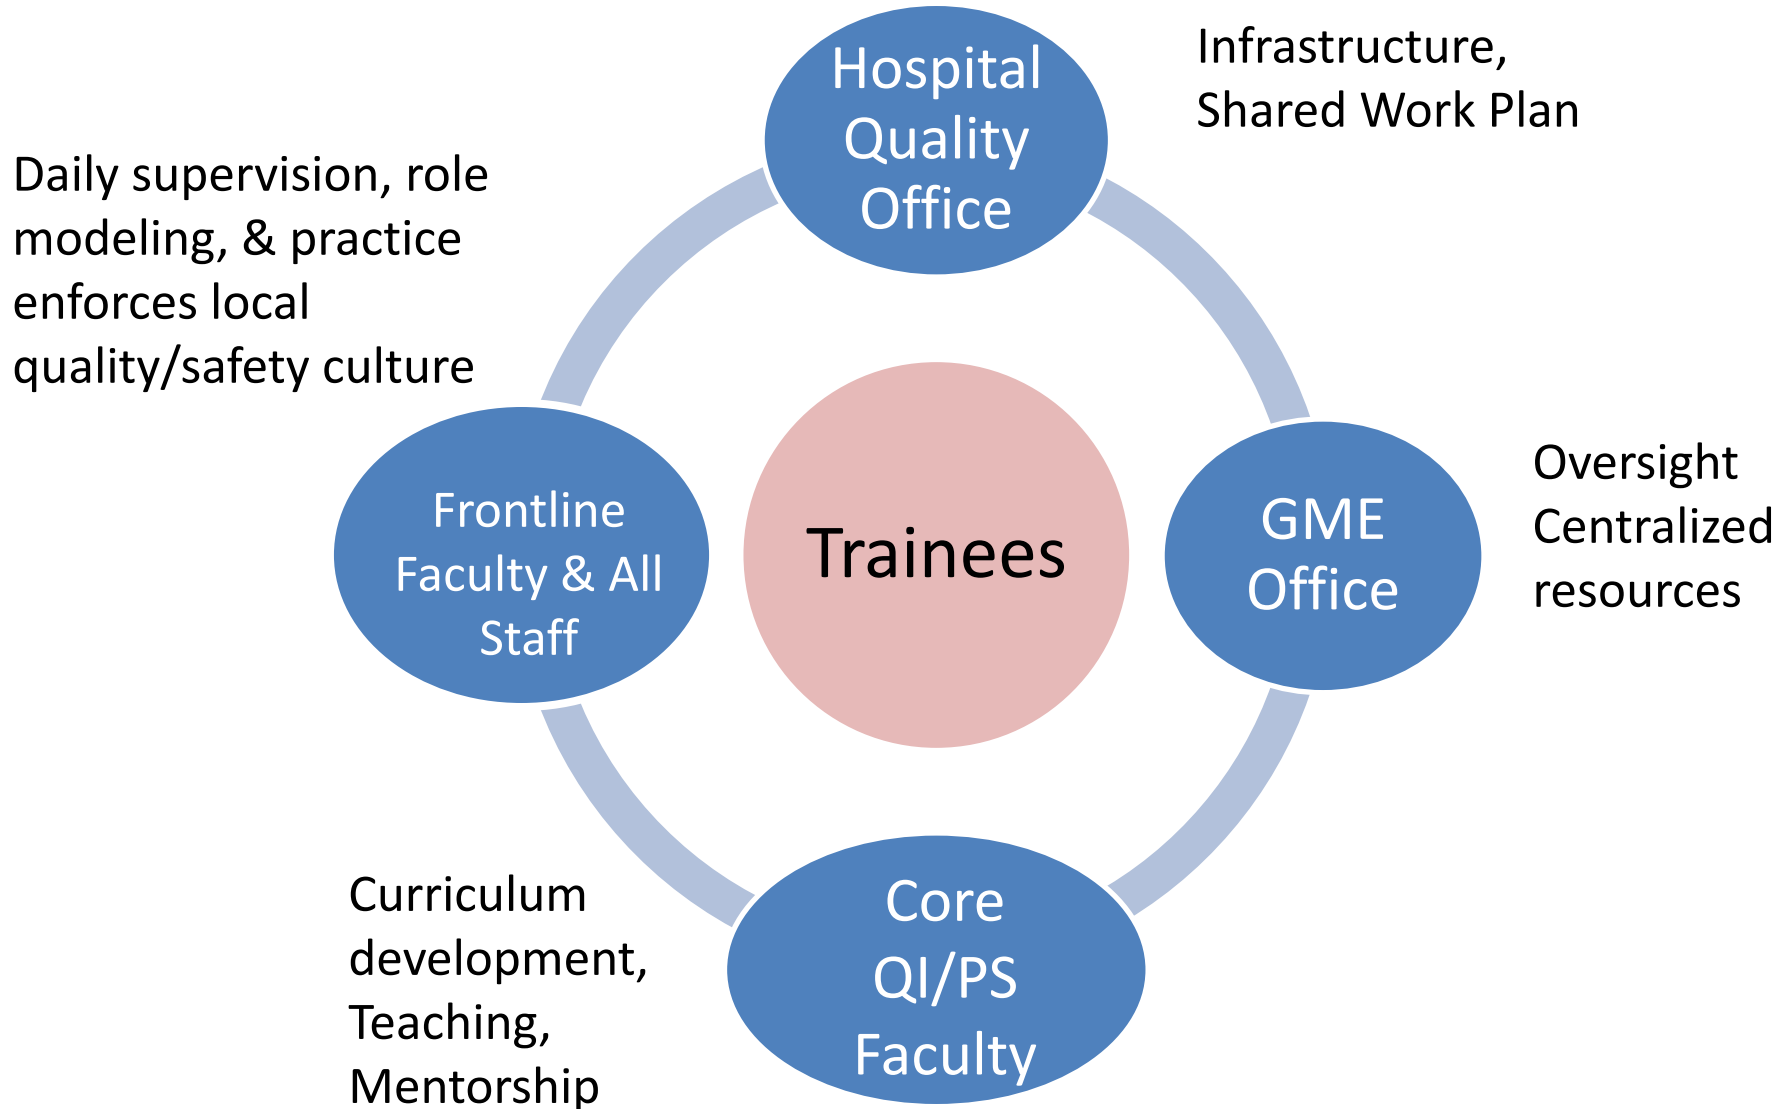 Hospital
Quality
Office
Infrastructure,
Shared Work Plan
Daily supervision, role
modeling, & practice
enforces local
quality/safety culture
Frontline
Faculty & All
Staff
Trainees
GME
Office
Oversight
Centralized
resources
Curriculum
development,
Teaching,
Mentorship
Core
QI/PS
Faculty